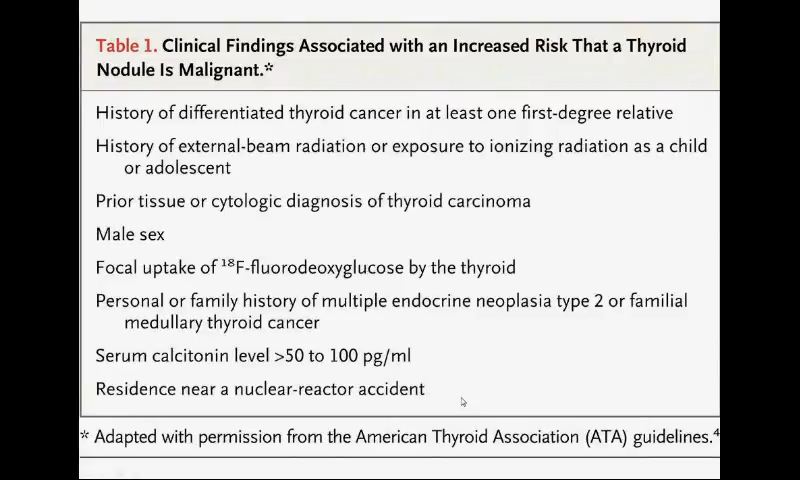 Table 1. Clinical Findings Associated with an Increased Risk That a Thyroid
Nodule Is Malignant.*
History of differentiated thyroid cancer in at least one first-degree relative
History of external-beam radiation or exposure to ionizing radiation as a child
or adolescent
Prior tissue or cytologic diagnosis of thyroid carcinoma
Male sex
Focal uptake of ¹⁸F-fluorodeoxyglucose by the thyroid
Personal or family history of multiple endocrine neoplasia type 2 or familial
medullary thyroid cancer
Serum calcitonin level >50 to 100 pg/ml
Residence near a nuclear-reactor accident
* Adapted with permission from the American Thyroid Association (ATA) guidelines.⁴